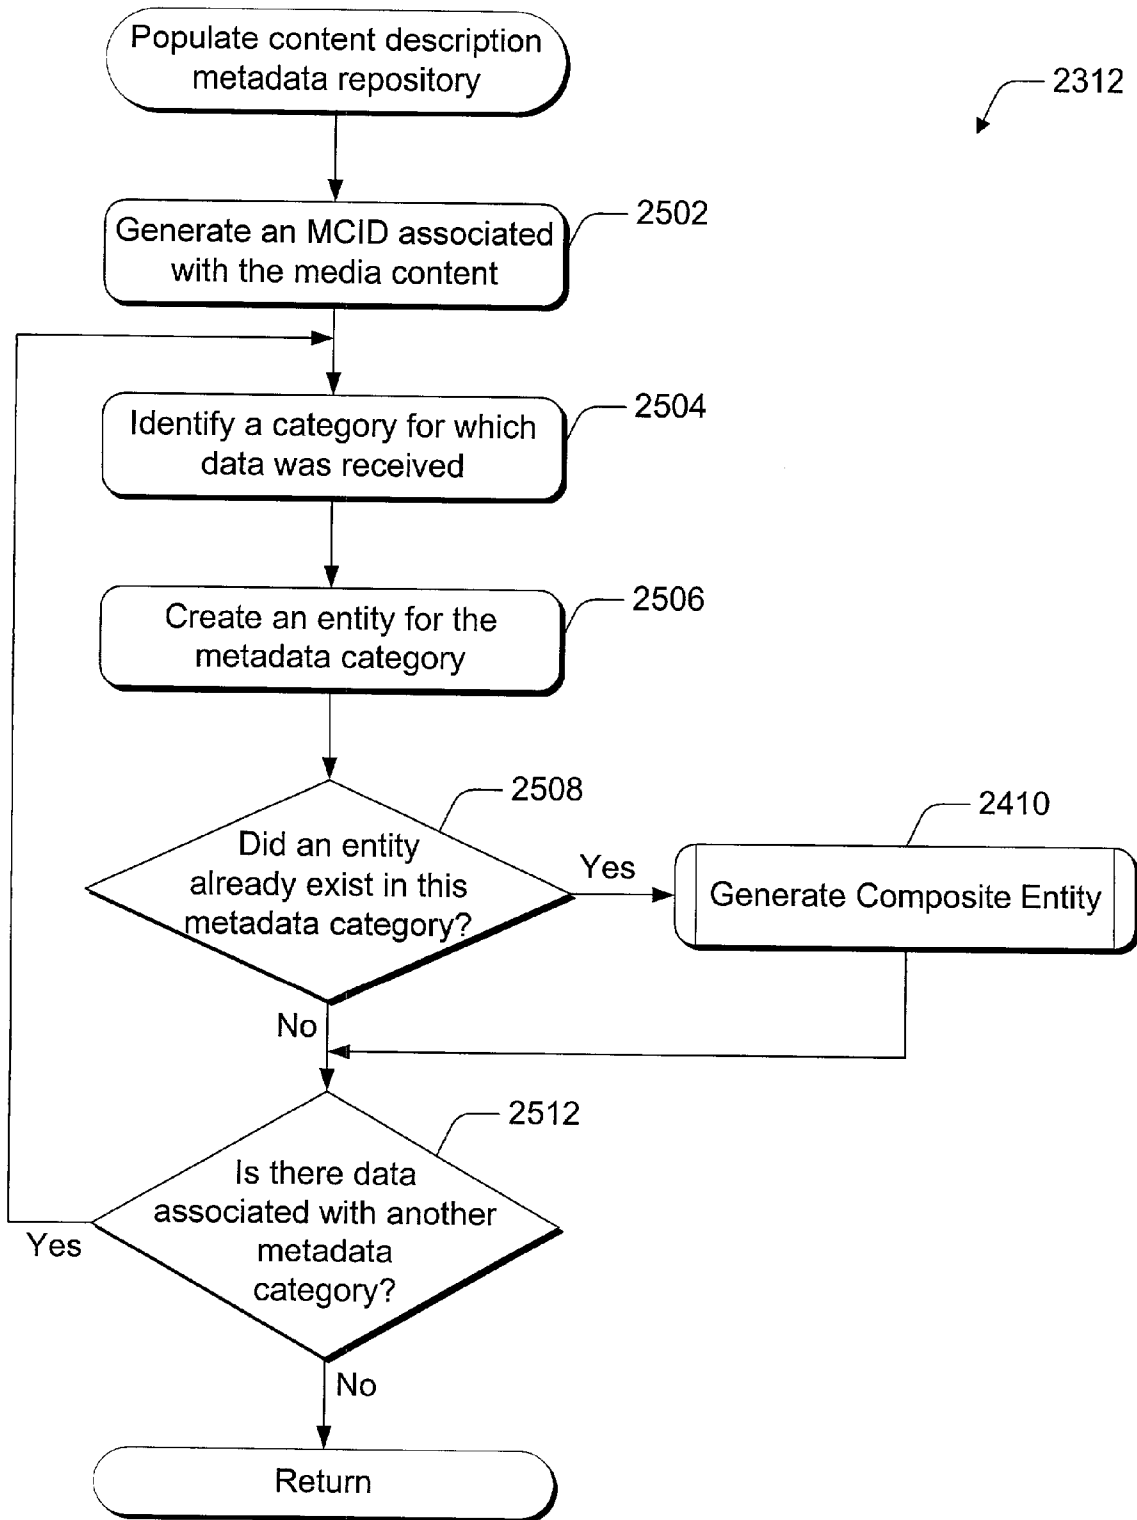 Populate content description
metadata repository
2312
Generate an MCID associated
with the media content
2502
Identify a category for which
data was received
2504
Create an entity for the
metadata category
2506
2508
Did an entity
already exist in this
metadata category?
Yes
2410
Generate Composite Entity
No
2512
Is there data
associated with another
metadata
category?
Yes
No
Return